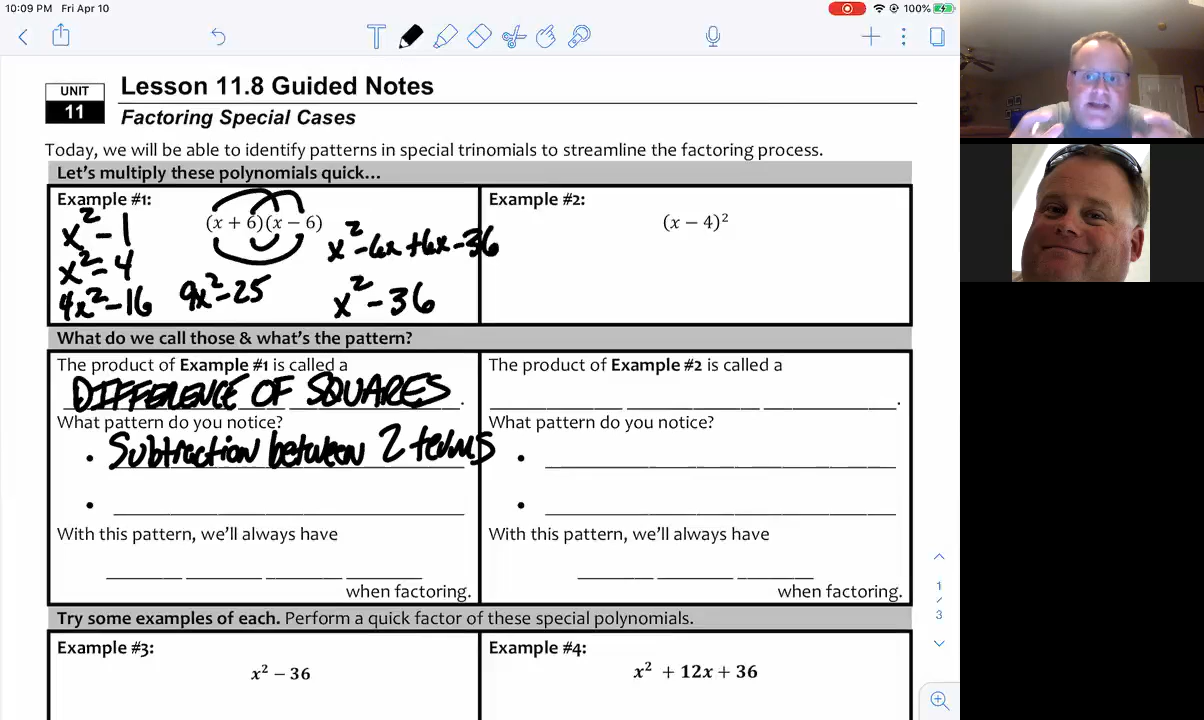 10:09 PM Fri Apr 10
100%
UNIT
11
Lesson 11.8 Guided Notes
Factoring Special Cases
Today, we will be able to identify patterns in special trinomials to streamline the factoring process.
Let's multiply these polynomials quick...
Example #1:
(x + 6)(x − 6)
x² - 1
x² - 4
4x² - 16
9x² - 25
x² - 6x + 6x - 36
x² - 36
Example #2:
(x − 4)²
What do we call those & what's the pattern?
The product of Example #1 is called a
DIFFERENCE OF SQUARES.
What pattern do you notice?
• Subtraction between 2 terms
•
With this pattern, we'll always have
when factoring.
The product of Example #2 is called a
.
What pattern do you notice?
•
•
With this pattern, we'll always have
when factoring.
Try some examples of each. Perform a quick factor of these special polynomials.
Example #3:
x² − 36
Example #4:
x² + 12x + 36
1
/
3